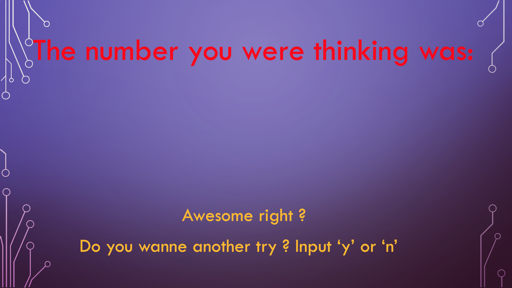 The number you were thinking was:
Awesome right ?
Do you wanne another try ? Input ‘y’ or ‘n’